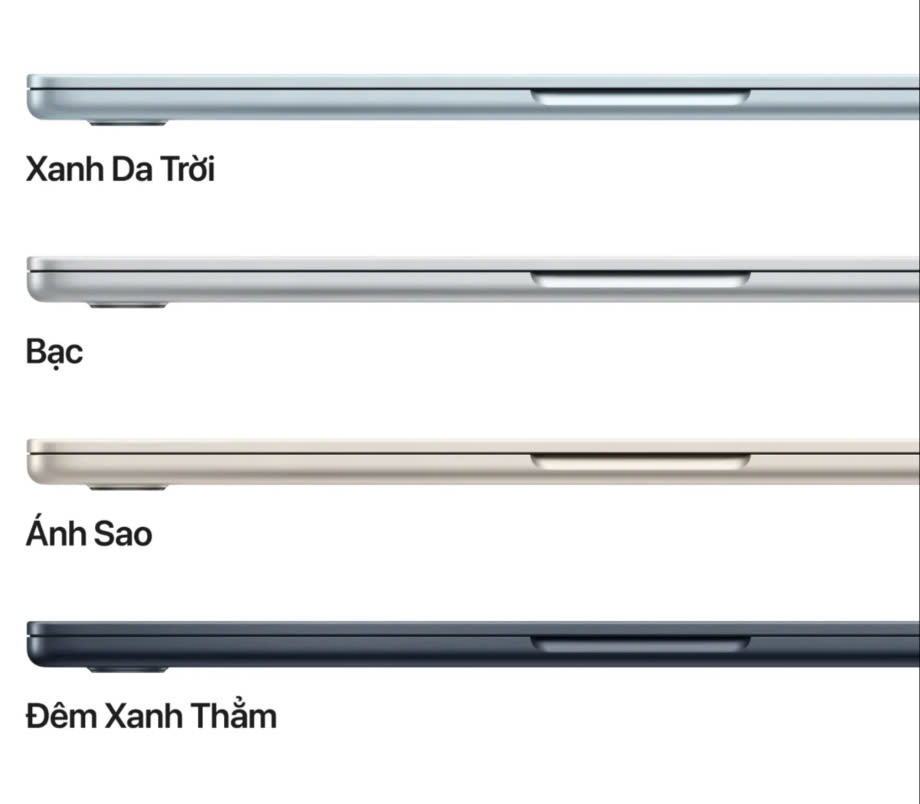 Xanh Da Trời
Bạc
Ánh Sao
Đêm Xanh Thẳm